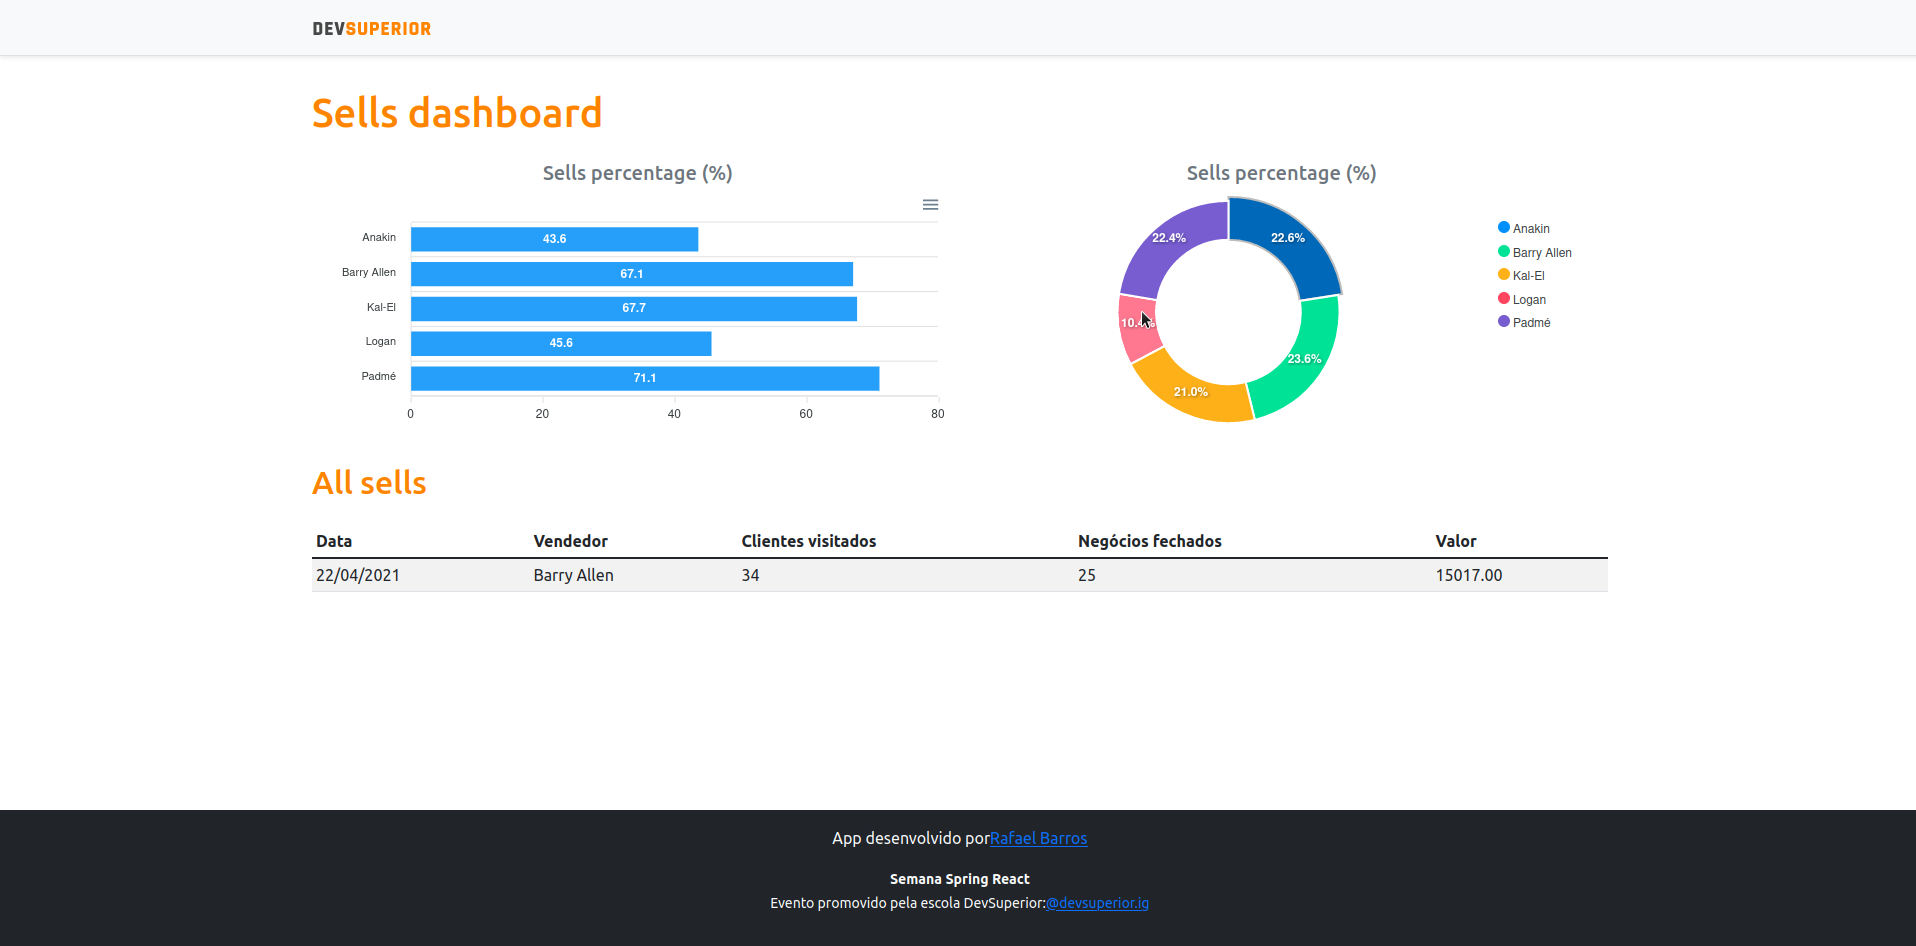 DEVSUPERIOR
Sells dashboard
Sells percentage (%)
Anakin 43.6
Barry Allen 67.1
Kal-El 67.7
Logan 45.6
Padmé 71.1
0 20 40 60 80
Sells percentage (%)
22.4% 22.6%
23.6%
21.0%
Anakin
Barry Allen
Kal-El
Logan
Padmé
All sells
Data Vendedor Clientes visitados Negócios fechados Valor
22/04/2021 Barry Allen 34 25 15017.00
App desenvolvido porRafael Barros
Semana Spring React
Evento promovido pela escola DevSuperior:@devsuperior.ig